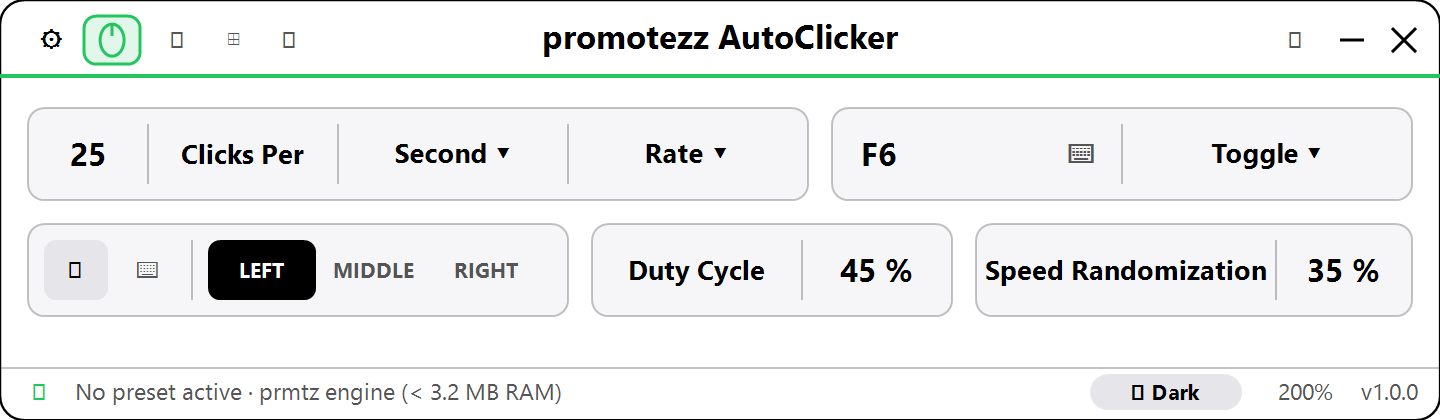 promotezz AutoClicker
25 Clicks Per Second ▼ Rate ▼ F6 Toggle ▼
LEFT MIDDLE RIGHT Duty Cycle 45 % Speed Randomization 35 %
No preset active · prmtz engine (< 3.2 MB RAM) Dark 200% v1.0.0